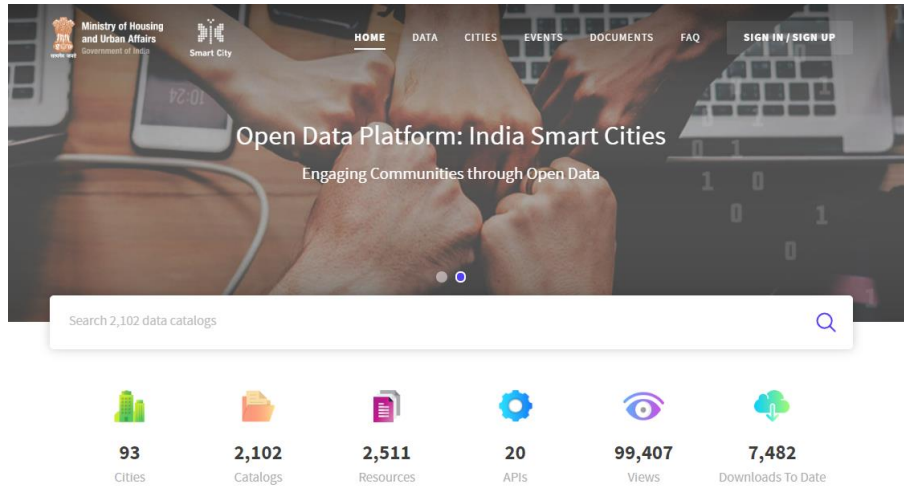 Ministry of Housing
and Urban Affairs
Government of India
Smart City
HOME DATA CITIES EVENTS DOCUMENTS FAQ SIGN IN / SIGN UP
10:24
Open Data Platform: India Smart Cities
Engaging Communities through Open Data
Search 2,102 data catalogs
93 2,102 2,511 20 99,407 7,482
Cities Catalogs Resources APIs Views Downloads To Date